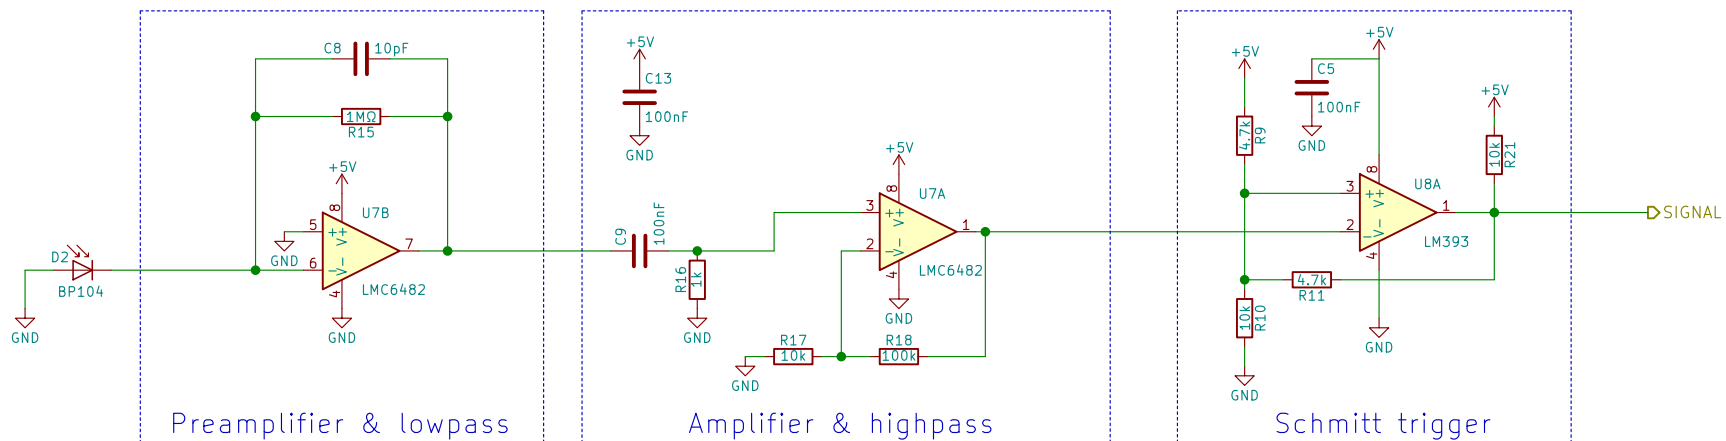 C8 10pF
1MΩ
R15
+5V
8
U7B
5
+
V+
GND
7
6
-
V-
4
LMC6482
GND
D2
BP104
GND
Preamplifier & lowpass
+5V
C13
100nF
GND
C9
100nF
R16
1k
GND
+5V
8
U7A
3
+
V+
1
2
-
V-
4
LMC6482
GND
R17
10k
GND
R18
100k
Amplifier & highpass
+5V
4.7k
R9
+5V
C5
100nF
GND
8
U8A
3
+
V+
1
2
-
V-
4
LM393
GND
+5V
10k
R21
SIGNAL
4.7k
R11
10k
R10
GND
Schmitt trigger